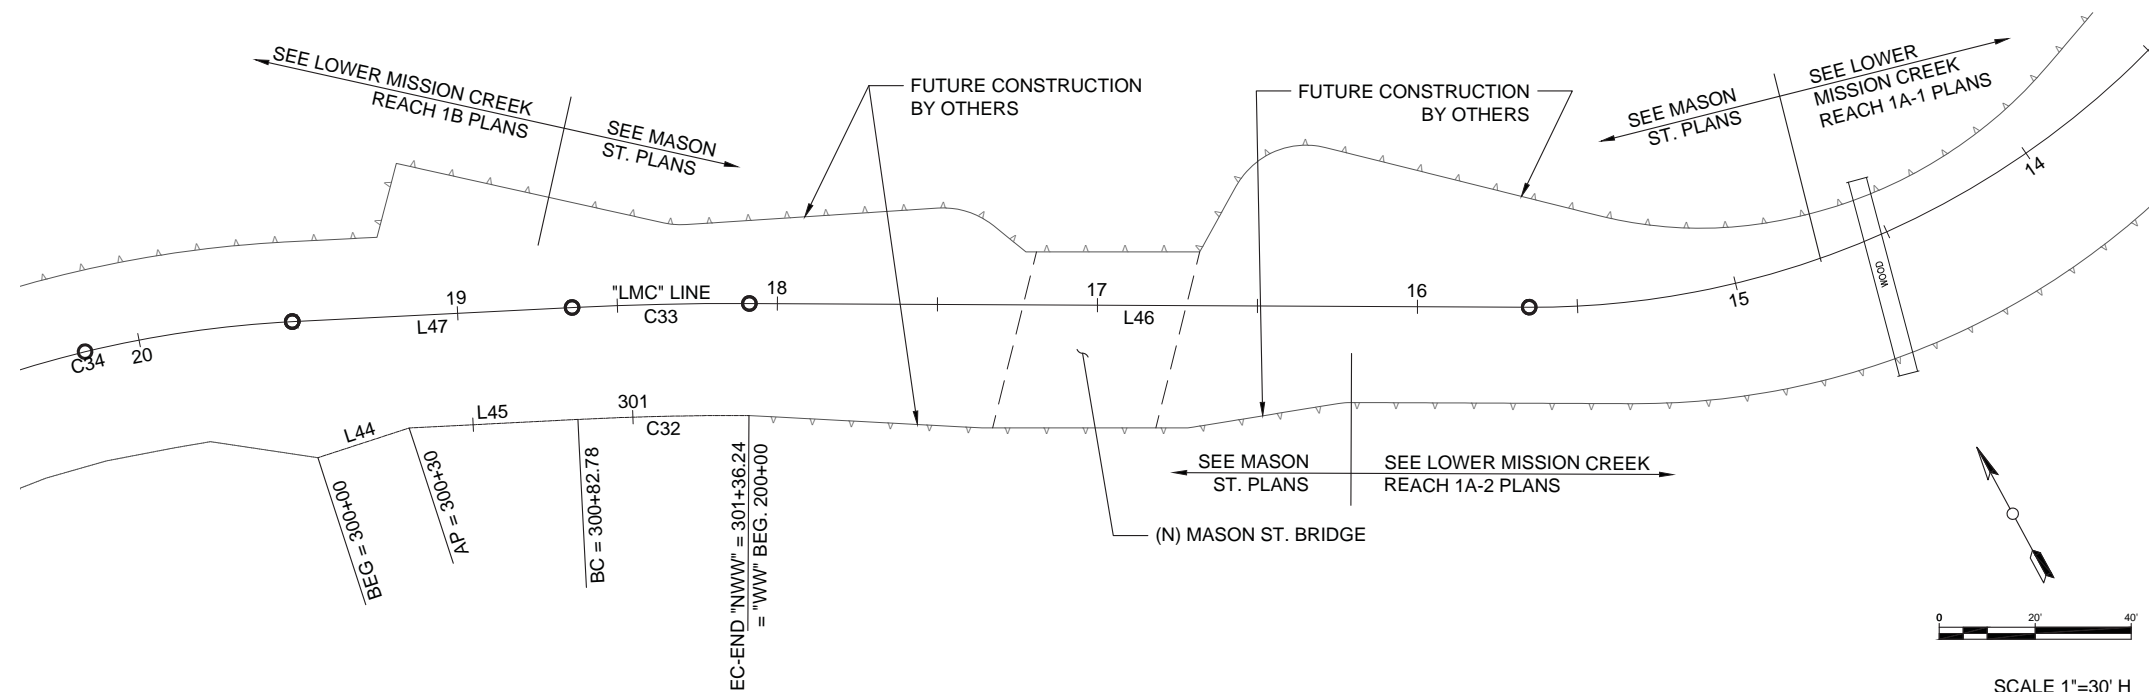 SEE LOWER MISSION CREEK
REACH 1B PLANS
SEE MASON
ST. PLANS
FUTURE CONSTRUCTION
BY OTHERS
FUTURE CONSTRUCTION
BY OTHERS
SEE MASON
ST. PLANS
SEE LOWER
MISSION CREEK
REACH 1A-1 PLANS
14
WOOD
15
16
17
L46
18
"LMC" LINE
C33
19
L47
20
C34
L44
L45
301
C32
BEG = 300+00
AP = 300+30
BC = 300+82.78
EC-END "NWW" = 301+36.24
= "WW" BEG. 200+00
SEE MASON
ST. PLANS
SEE LOWER MISSION CREEK
REACH 1A-2 PLANS
(N) MASON ST. BRIDGE
0 20' 40'
SCALE 1"=30' H